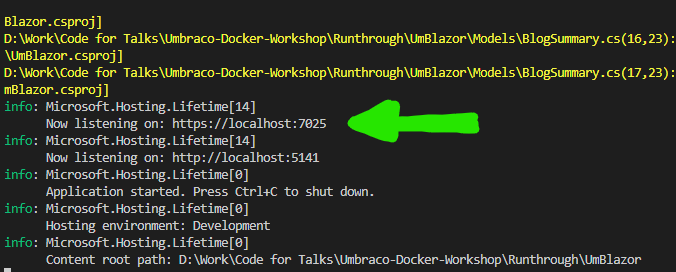 Blazor.csproj]
D:\Work\Code for Talks\Umbraco-Docker-Workshop\Runthrough\UmBlazor\Models\BlogSummary.cs(16,23):
\UmBlazor.csproj]
D:\Work\Code for Talks\Umbraco-Docker-Workshop\Runthrough\UmBlazor\Models\BlogSummary.cs(17,23):
mBlazor.csproj]
info: Microsoft.Hosting.Lifetime[14]
      Now listening on: https://localhost:7025
info: Microsoft.Hosting.Lifetime[14]
      Now listening on: http://localhost:5141
info: Microsoft.Hosting.Lifetime[0]
      Application started. Press Ctrl+C to shut down.
info: Microsoft.Hosting.Lifetime[0]
      Hosting environment: Development
info: Microsoft.Hosting.Lifetime[0]
      Content root path: D:\Work\Code for Talks\Umbraco-Docker-Workshop\Runthrough\UmBlazor